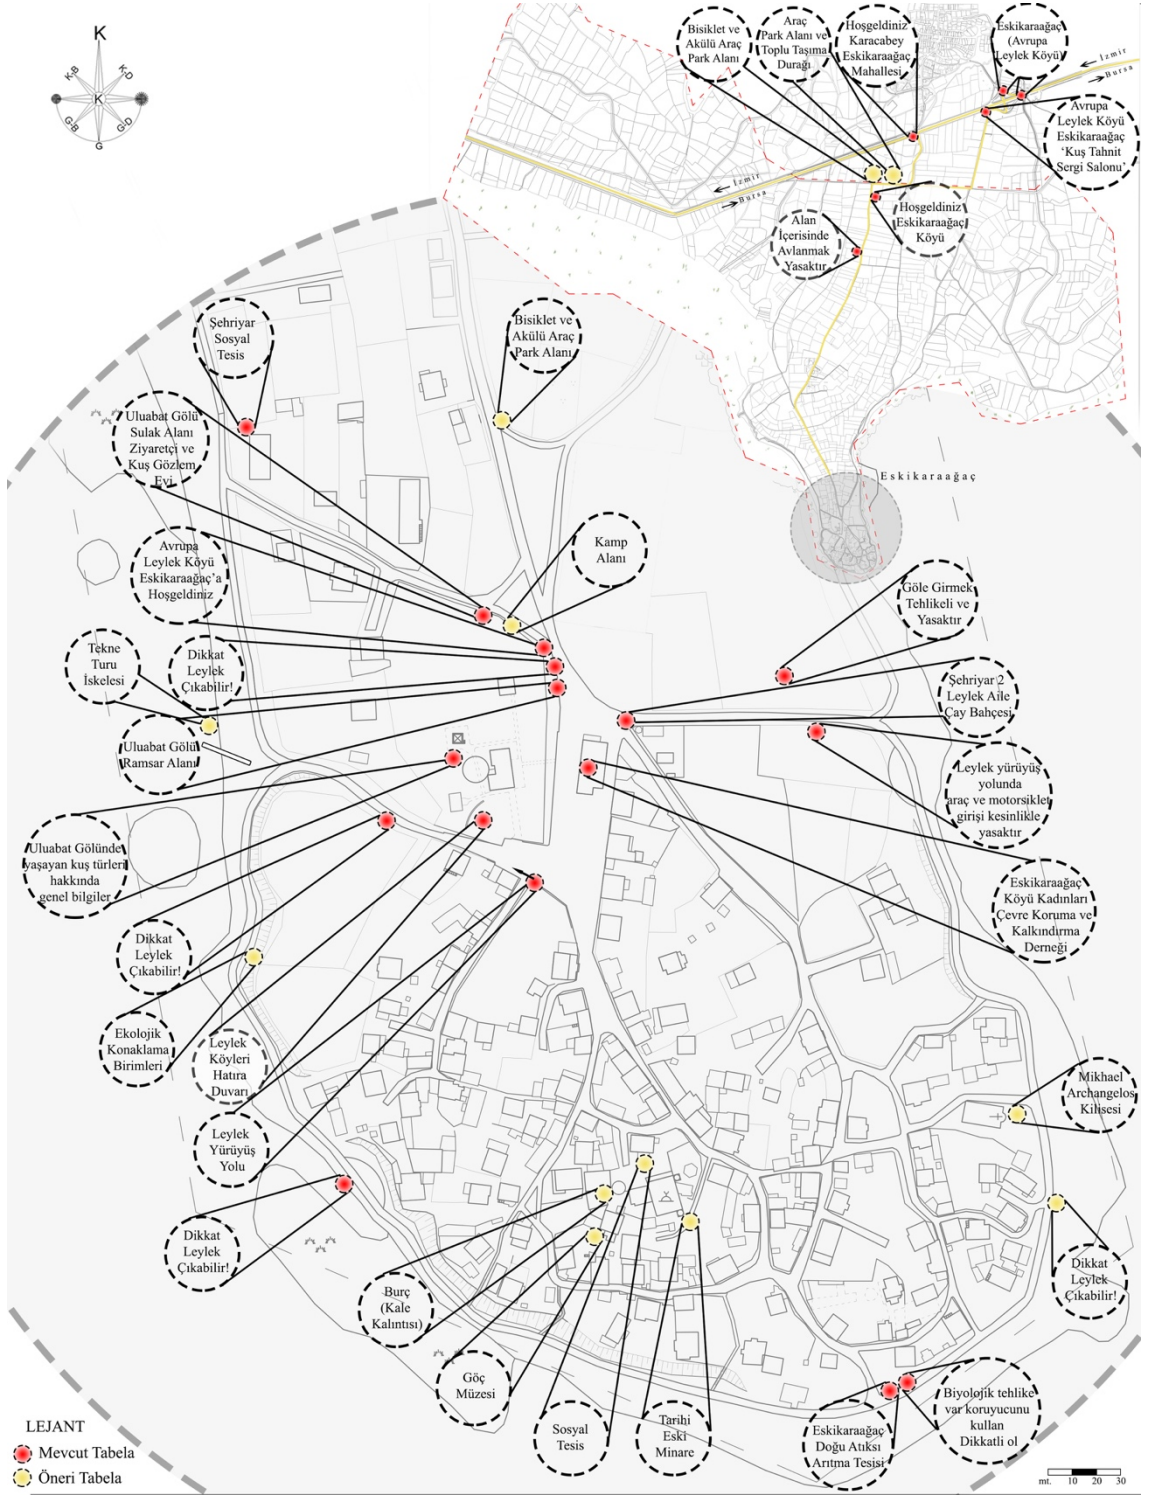 K
K-B
K-D
K
G-B
G-D
G
Bisiklet ve
Akülü Araç
Park Alanı
Araç
Park Alanı ve
Toplu Taşıma
Durağı
Hoşgeldiniz
Karacabey
Eskikaraağaç
Mahallesi
Eskikaraağaç
(Avrupa
Leylek Köyü)
İzmir
Bursa
Avrupa
Leylek Köyü
Eskikaraağaç
‘Kuş Tahnit
Sergi Salonu’
İzmir
Bursa
Hoşgeldiniz
Eskikaraağaç
Köyü
Alan
İçerisinde
Avlanmak
Yasaktır
Eskikaraağaç
Şehriyar
Sosyal
Tesis
Bisiklet ve
Akülü Araç
Park Alanı
Uluabat Gölü
Sulak Alanı
Ziyaretçi ve
Kuş Gözlem
Evi
Kamp
Alanı
Avrupa
Leylek Köyü
Eskikaraağaç'a
Hoşgeldiniz
Göle Girmek
Tehlikeli ve
Yasaktır
Tekne
Turu
İskelesi
Dikkat
Leylek
Çıkabilir!
Şehriyar 2
Leylek Aile
Çay Bahçesi
Uluabat Gölü
Ramsar Alanı
Leylek yürüyüş
yolunda
araç ve motorsiklet
girişi kesinlikle
yasaktır
Uluabat Gölünde
yaşayan kuş türleri
hakkında
genel bilgiler
Eskikaraağaç
Köyü Kadınları
Çevre Koruma ve
Kalkındırma
Derneği
Dikkat
Leylek
Çıkabilir!
Ekolojik
Konaklama
Birimleri
Leylek
Köyleri
Hatıra
Duvarı
Mikhael
Archangelos
Kilisesi
Leylek
Yürüyüş
Yolu
Dikkat
Leylek
Çıkabilir!
Dikkat
Leylek
Çıkabilir!
Burç
(Kale
Kalıntısı)
Göç
Müzesi
Sosyal
Tesis
Tarihi
Eski
Minare
Eskikaraağaç
Doğu Atıksı
Arıtma Tesisi
Biyolojik tehlike
var koruyucunu
kullan
Dikkatli ol
LEJANT
Mevcut Tabela
Öneri Tabela
mt. 10 20 30